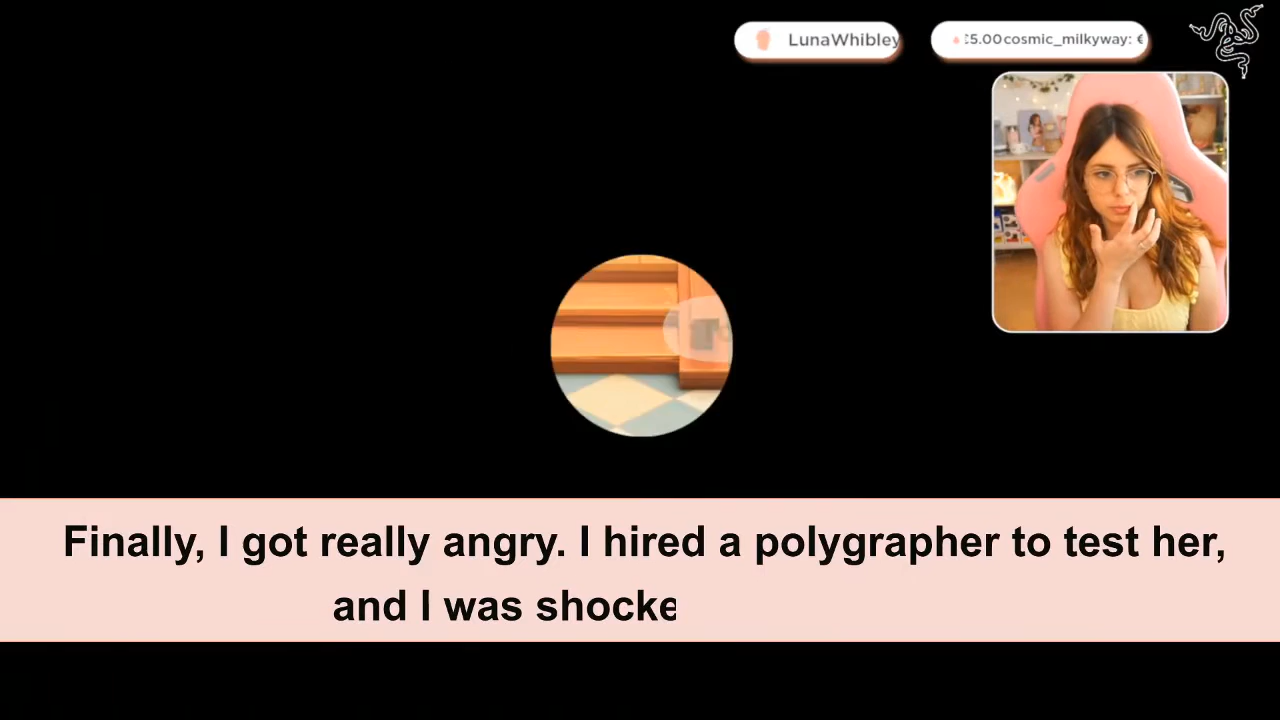 LunaWhibley
£5.00cosmic_milkyway: €
Finally, I got really angry. I hired a polygrapher to test her,
and I was shocke